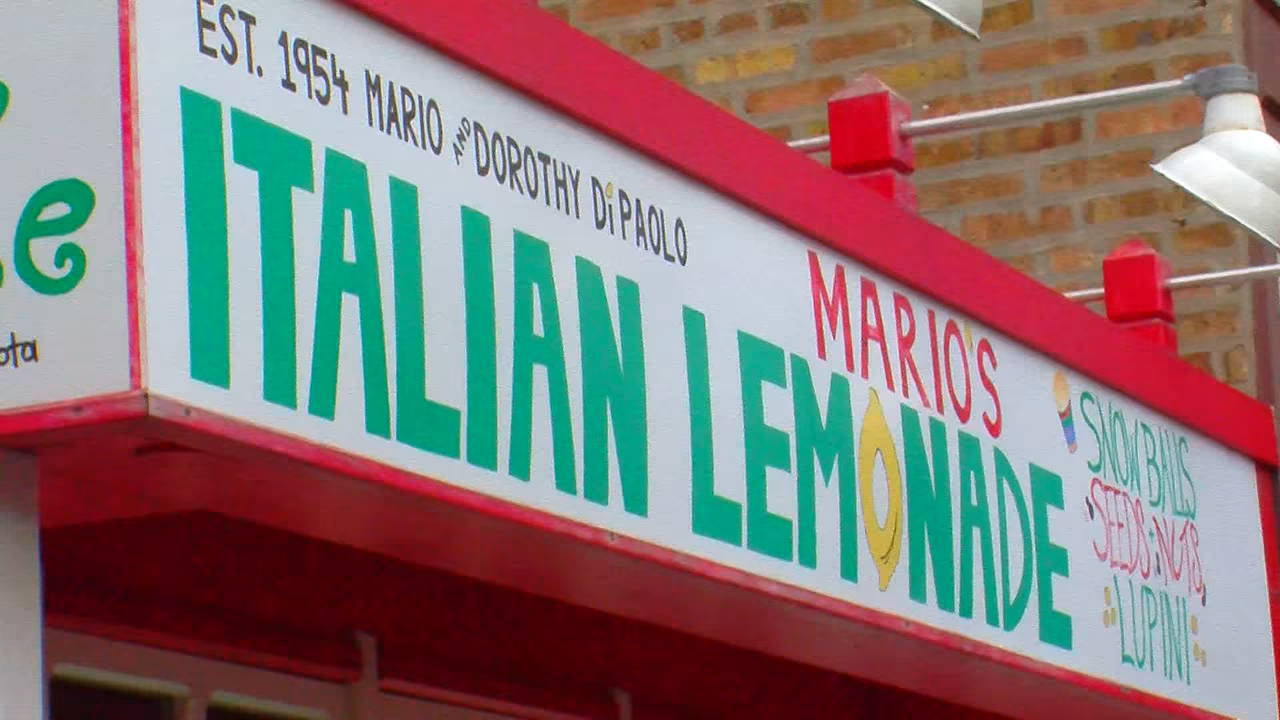 EST. 1954 MARIO AND DOROTHY DiPAOLO
MARIO'S
ITALIAN LEMONADE
SNOW BALLS
SEEDS + NUTS
LUPINI